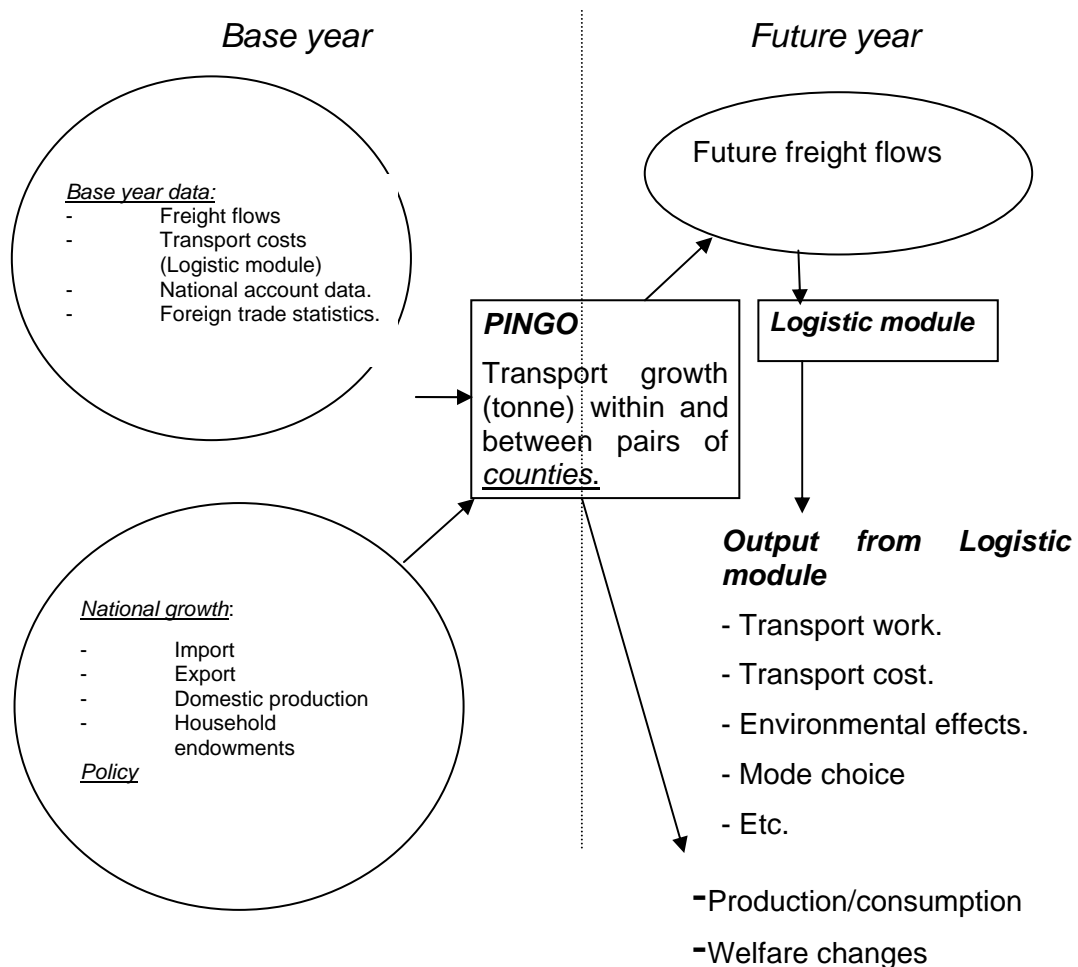 Base year
Future year
Base year data:
- Freight flows
- Transport costs
(Logistic module)
- National account data.
- Foreign trade statistics.
Future freight flows
PINGO
Transport growth
(tonne) within and
between pairs of
counties.
Logistic module
National growth:
- Import
- Export
- Domestic production
- Household
endowments
Policy
Output from Logistic
module
- Transport work.
- Transport cost.
- Environmental effects.
- Mode choice
- Etc.
-Production/consumption
-Welfare changes